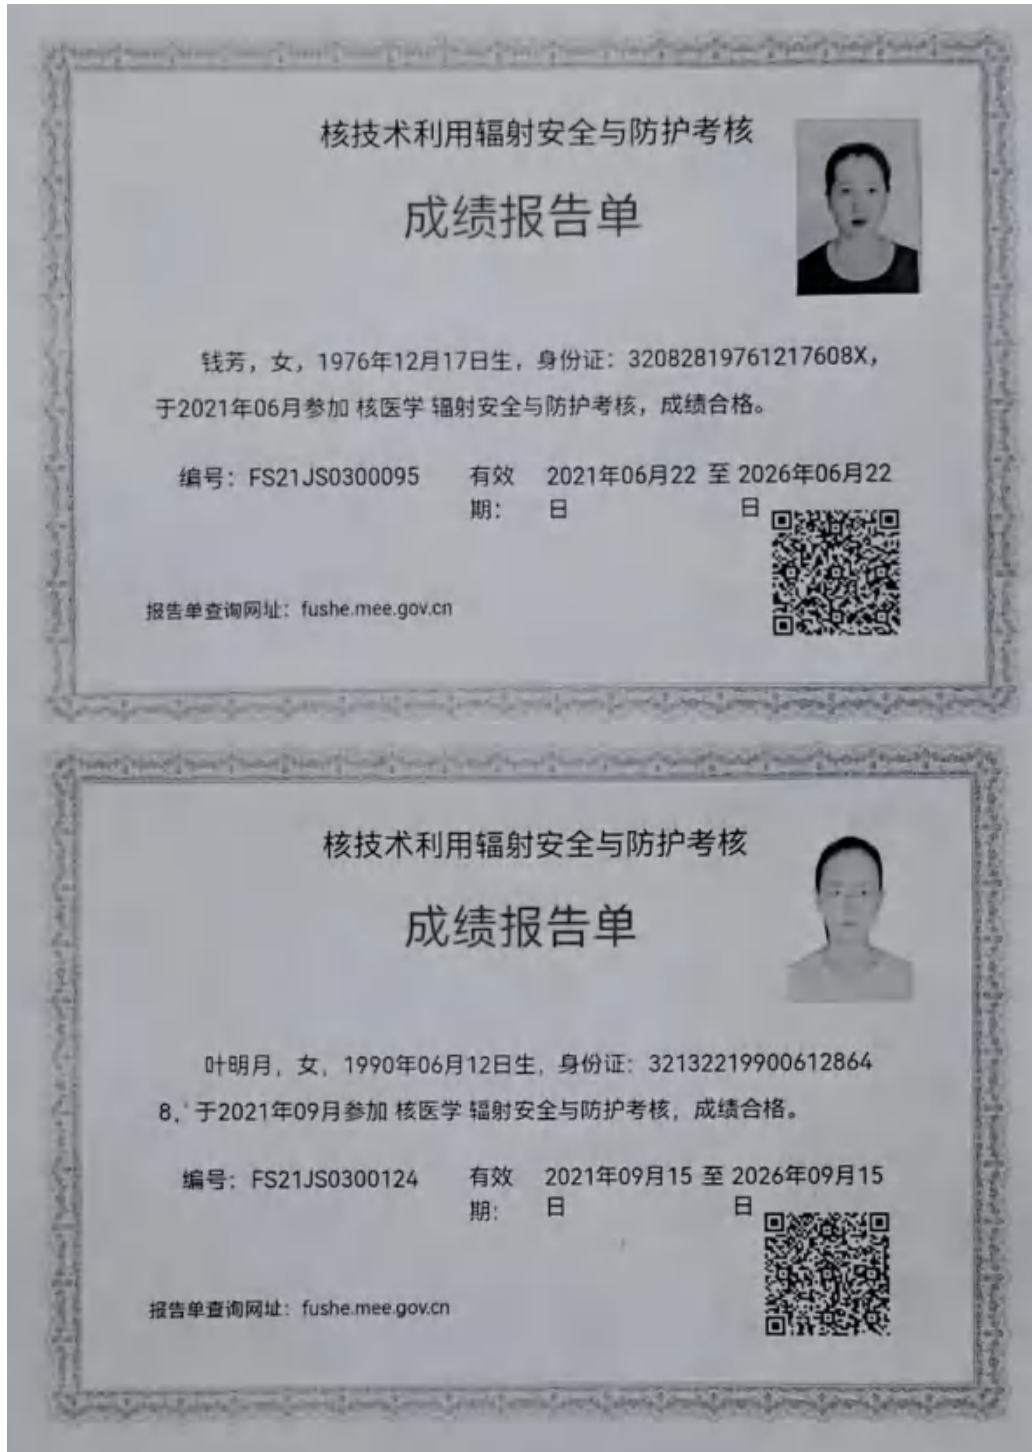 核技术利用辐射安全与防护考核
成绩报告单
钱芳，女，1976年12月17日生，身份证：32082819761217608X，
于2021年06月参加 核医学 辐射安全与防护考核，成绩合格。
编号：FS21JS0300095 有效期： 2021年06月22日 至 2026年06月22日
报告单查询网址：fushe.mee.gov.cn
核技术利用辐射安全与防护考核
成绩报告单
叶明月，女，1990年06月12日生，身份证：32132219900612864
8，于2021年09月参加 核医学 辐射安全与防护考核，成绩合格。
编号：FS21JS0300124 有效期： 2021年09月15日 至 2026年09月15日
报告单查询网址：fushe.mee.gov.cn